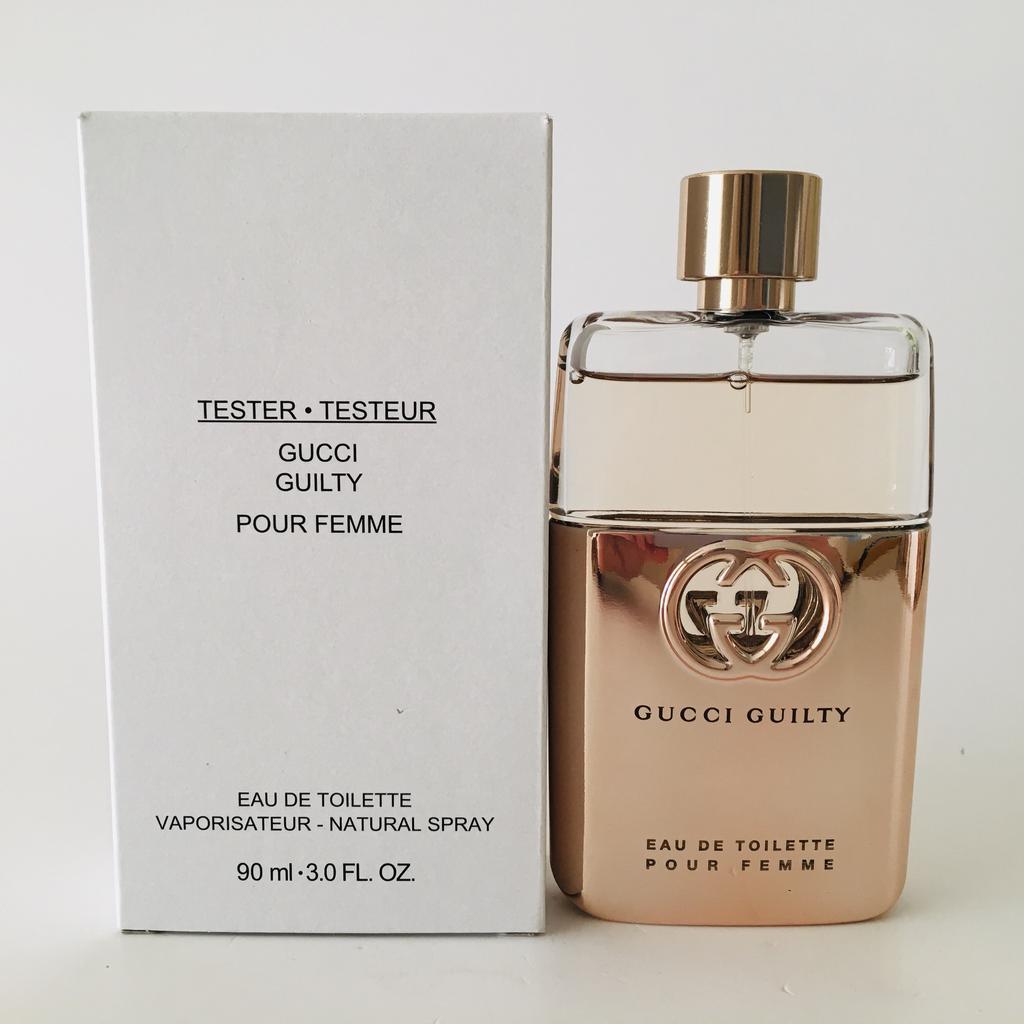 TESTER • TESTEUR
GUCCI
GUILTY
POUR FEMME
EAU DE TOILETTE
VAPORISATEUR - NATURAL SPRAY
90 ml • 3.0 FL. OZ.
GUCCI GUILTY
EAU DE TOILETTE
POUR FEMME